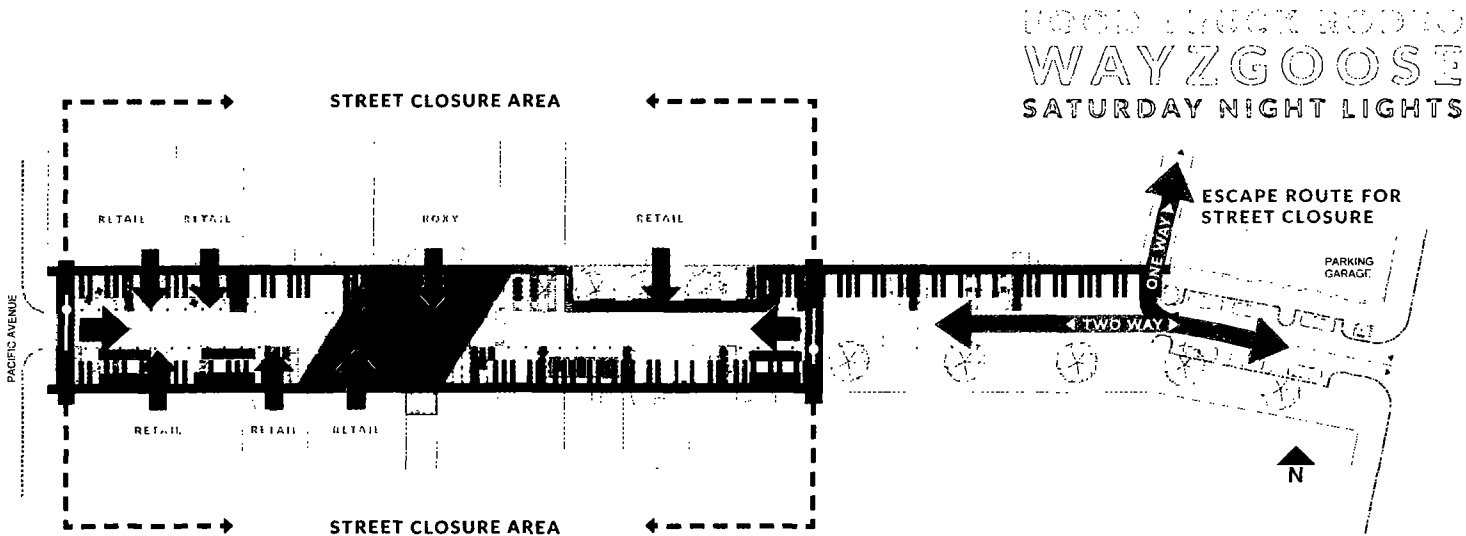 FOOD TRUCK RODEO
WAYZGOOSE
SATURDAY NIGHT LIGHTS
STREET CLOSURE AREA
ESCAPE ROUTE FOR
STREET CLOSURE
RETAIL
RETAIL
ROXY
RETAIL
ONE WAY
PARKING
GARAGE
PACIFIC AVENUE
TWO WAY
RETAIL
RETAIL
RETAIL
N
STREET CLOSURE AREA